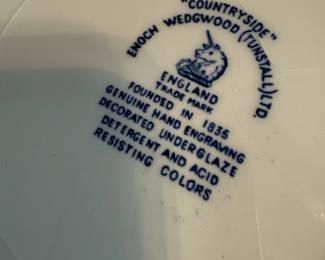 "COUNTRYSIDE"
ENOCH WEDGWOOD (TUNSTALL) LTD.
ENGLAND
TRADE MARK
FOUNDED IN 1835
GENUINE HAND ENGRAVING
DECORATED UNDERGLAZE
DETERGENT AND ACID
RESISTING COLORS